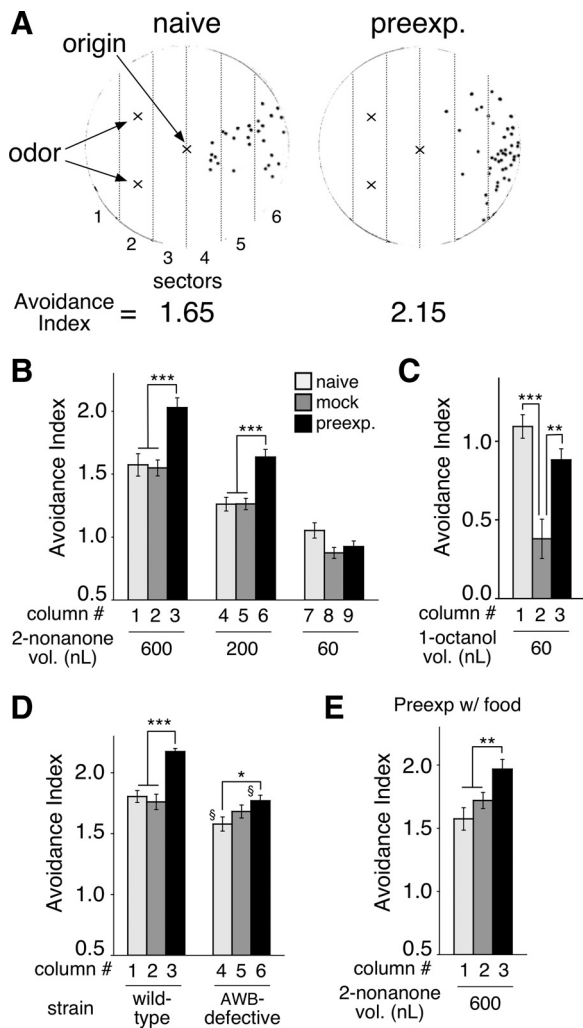 A
naive
preexp.
origin
odor
1
2
3
4
5
6
sectors
Avoidance
Index
= 1.65
2.15
B
Avoidance Index
2.0
1.5
1.0
0.5
***
***
naive
mock
preexp.
column #
1 2 3 4 5 6 7 8 9
2-nonanone
vol. (nL)
600 200 60
C
Avoidance Index
1.0
0.5
0.0
***
**
column #
1 2 3
1-octanol
vol. (nL)
60
D
Avoidance Index
2.0
1.5
1.0
0.5
***
*
§
§
column #
1 2 3 4 5 6
strain
wild-
type
AWB-
defective
E
Preexp w/ food
Avoidance Index
2.0
1.5
1.0
0.5
**
column #
1 2 3
2-nonanone
vol. (nL)
600